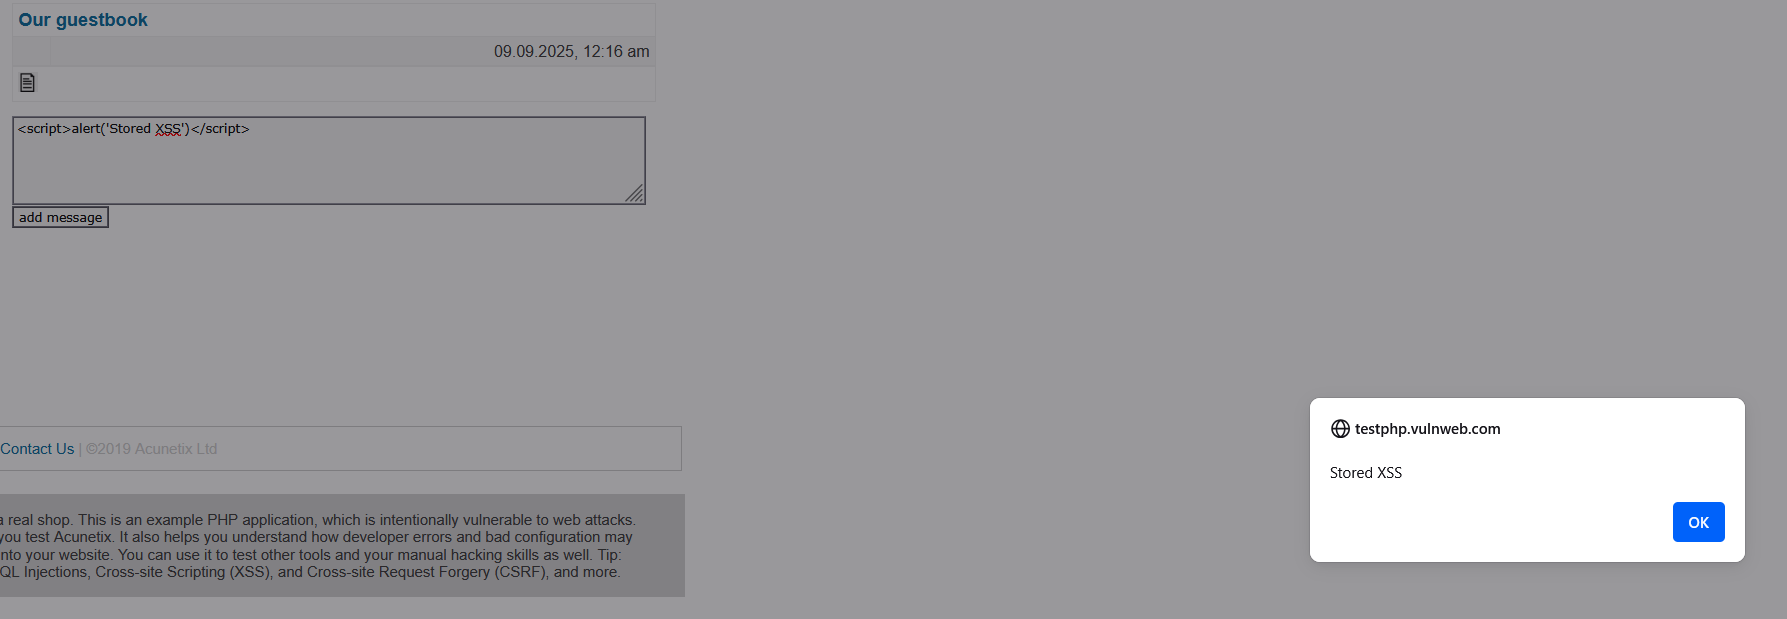 Our guestbook
09.09.2025, 12:16 am
<script>alert('Stored XSS')</script>
add message
Contact Us | ©2019 Acunetix Ltd
testphp.vulnweb.com
Stored XSS
OK
a real shop. This is an example PHP application, which is intentionally vulnerable to web attacks.
you test Acunetix. It also helps you understand how developer errors and bad configuration may
nto your website. You can use it to test other tools and your manual hacking skills as well. Tip:
QL Injections, Cross-site Scripting (XSS), and Cross-site Request Forgery (CSRF), and more.